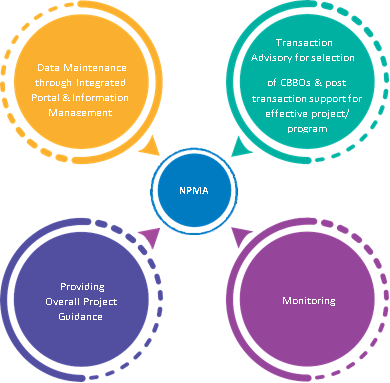 Data Maintenance
through Integrated
Portal & Information
Management
Transaction
Advisory for selection
of CBBOs & post
transaction support for
effective project/
program
NPMA
Providing
Overall Project
Guidance
Monitoring